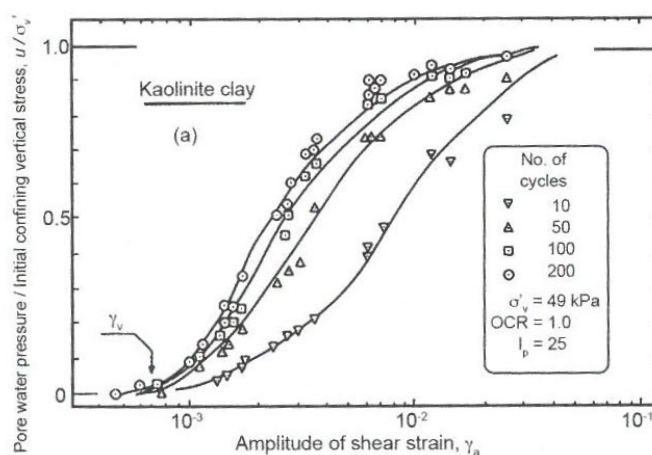 Pore water pressure / Initial confining vertical stress, u/σᵥ'
1.0
0.5
0
Kaolinite clay
(a)
γᵥ
No. of
cycles
10
50
100
200
σ'ᵥ = 49 kPa
OCR = 1.0
Iₚ = 25
10⁻³
10⁻²
10⁻¹
Amplitude of shear strain, γₐ